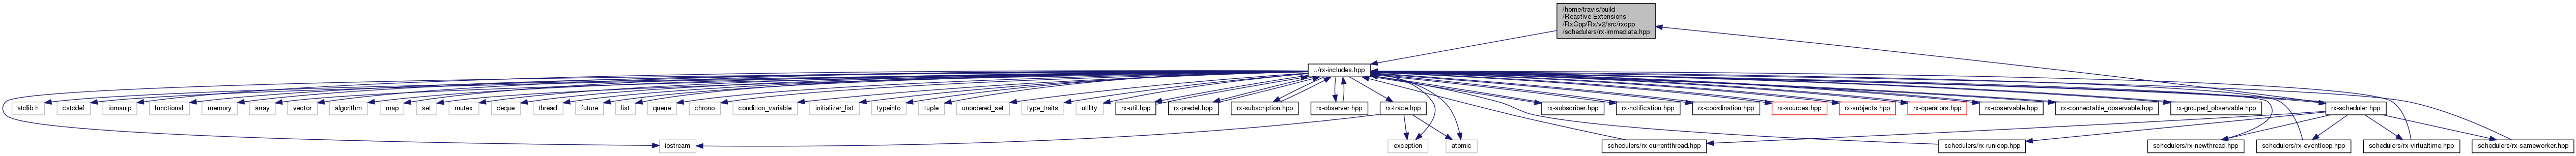 /home/travis/build
/Reactive-Extensions
/RxCpp/Rx/v2/src/rxcpp
/schedulers/rx-immediate.hpp
../rx-includes.hpp
stdlib.h
cstddef
iomanip
functional
memory
array
vector
algorithm
map
set
mutex
deque
thread
future
list
queue
chrono
condition_variable
initializer_list
typeinfo
tuple
unordered_set
type_traits
utility
rx-util.hpp
rx-predef.hpp
rx-subscription.hpp
rx-observer.hpp
rx-trace.hpp
rx-subscriber.hpp
rx-notification.hpp
rx-coordination.hpp
rx-sources.hpp
rx-subjects.hpp
rx-operators.hpp
rx-observable.hpp
rx-connectable_observable.hpp
rx-grouped_observable.hpp
rx-scheduler.hpp
iostream
exception
atomic
schedulers/rx-currentthread.hpp
schedulers/rx-runloop.hpp
schedulers/rx-newthread.hpp
schedulers/rx-eventloop.hpp
schedulers/rx-virtualtime.hpp
schedulers/rx-sameworker.hpp